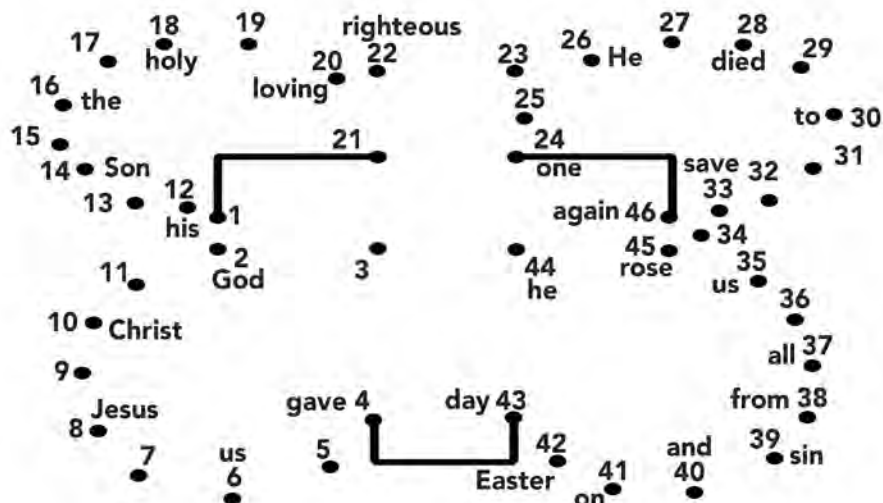 18 19 righteous 27 28
17 22 23 26 He
holy 20 died 29
16 the loving 25 to 30
15 21 24
14 Son one save 31
13 12 33 32
his 1 again 46 34
2 3 45
11 God 44 rose 35
he us
10 Christ 36
9 all 37
Jesus gave 4 day 43 from 38
8 39
us and sin
7 6 5 42 40
Easter 41
on